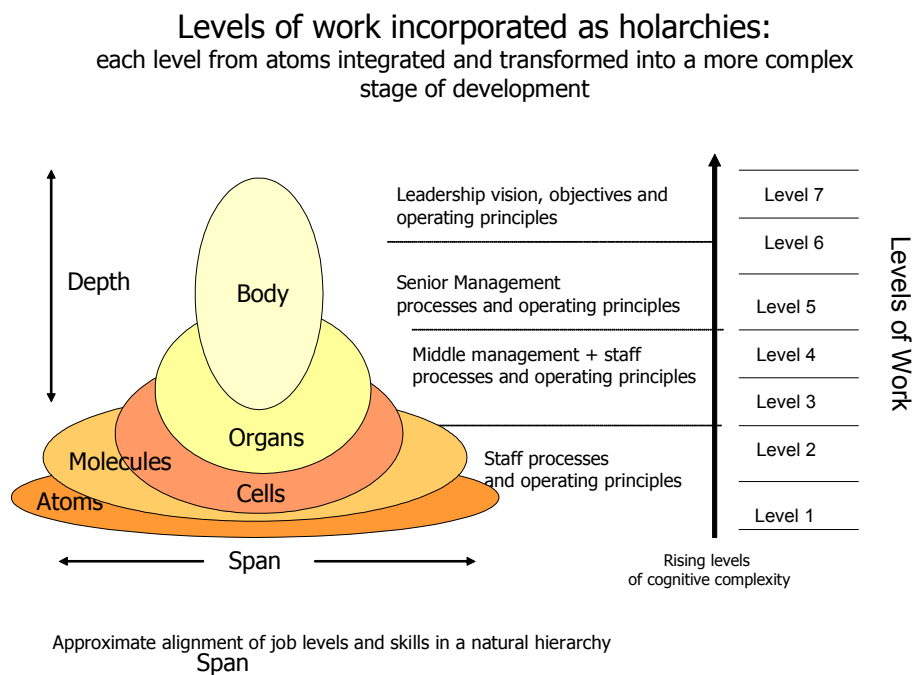 Levels of work incorporated as holarchies:
each level from atoms integrated and transformed into a more complex
stage of development
Depth
Body
Organs
Molecules
Cells
Atoms
Span
Leadership vision, objectives and
operating principles
Senior Management
processes and operating principles
Middle management + staff
processes and operating principles
Staff processes
and operating principles
Level 7
Level 6
Level 5
Level 4
Level 3
Level 2
Level 1
Levels of Work
Rising levels
of cognitive complexity
Approximate alignment of job levels and skills in a natural hierarchy
Span